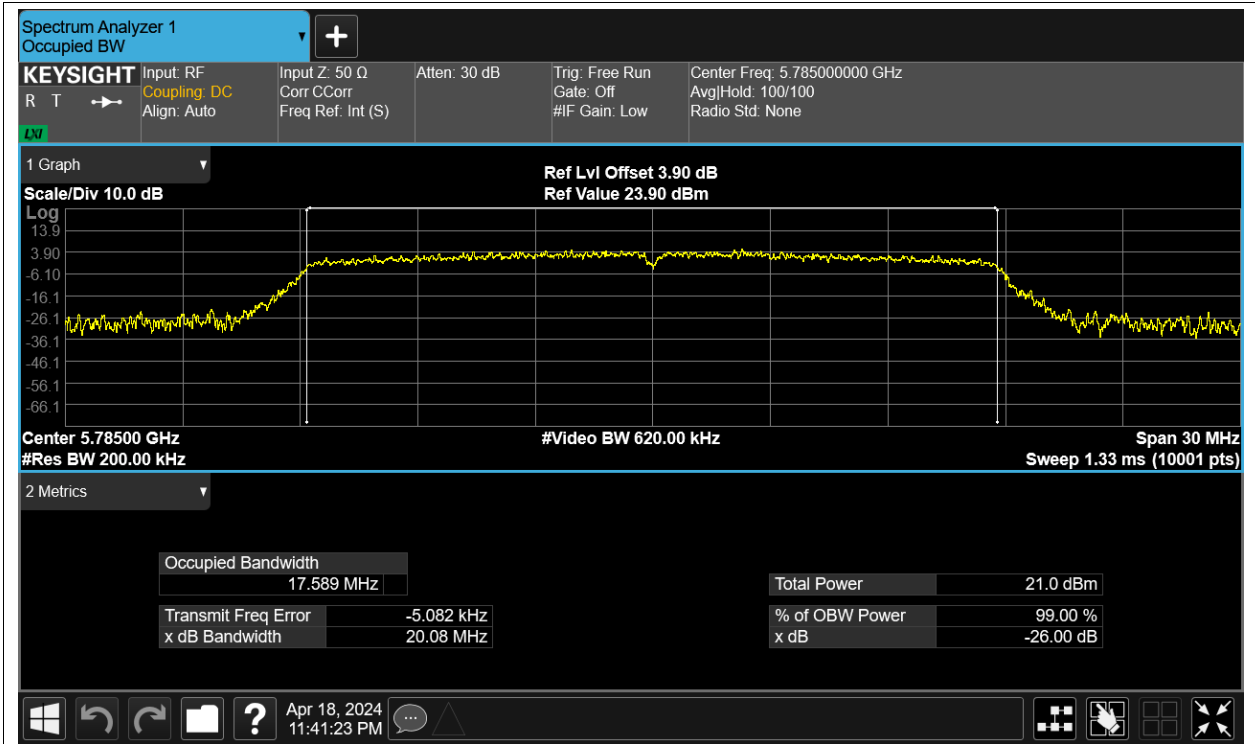 Spectrum Analyzer 1
Occupied BW
KEYSIGHT
R T
LXI
Input: RF
Coupling: DC
Align: Auto
Input Z: 50 Ω
Corr CCorr
Freq Ref: Int (S)
Atten: 30 dB
Trig: Free Run
Gate: Off
#IF Gain: Low
Center Freq: 5.785000000 GHz
Avg|Hold: 100/100
Radio Std: None
1 Graph
Ref Lvl Offset 3.90 dB
Scale/Div 10.0 dB
Ref Value 23.90 dBm
Log
13.9
3.90
-6.10
-16.1
-26.1
-36.1
-46.1
-56.1
-66.1
Center 5.78500 GHz
#Video BW 620.00 kHz
Span 30 MHz
#Res BW 200.00 kHz
Sweep 1.33 ms (10001 pts)
2 Metrics
Occupied Bandwidth
17.589 MHz
Total Power 21.0 dBm
Transmit Freq Error -5.082 kHz
% of OBW Power 99.00 %
x dB Bandwidth 20.08 MHz
x dB -26.00 dB
?
Apr 18, 2024
11:41:23 PM